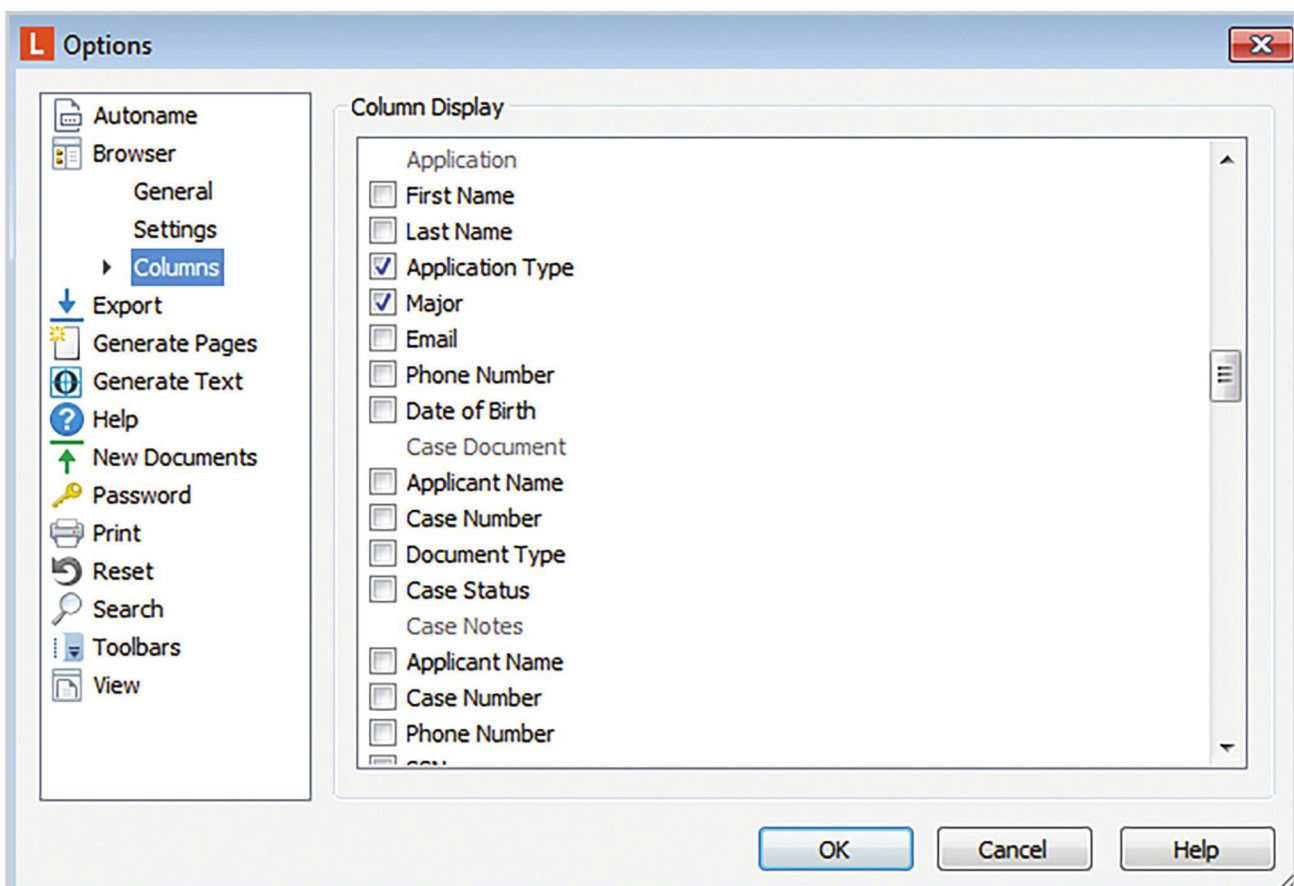 L Options
Autoname
Browser
General
Settings
Columns
Export
Generate Pages
Generate Text
Help
New Documents
Password
Print
Reset
Search
Toolbars
View
Column Display
Application
First Name
Last Name
Application Type
Major
Email
Phone Number
Date of Birth
Case Document
Applicant Name
Case Number
Document Type
Case Status
Case Notes
Applicant Name
Case Number
Phone Number
OK
Cancel
Help